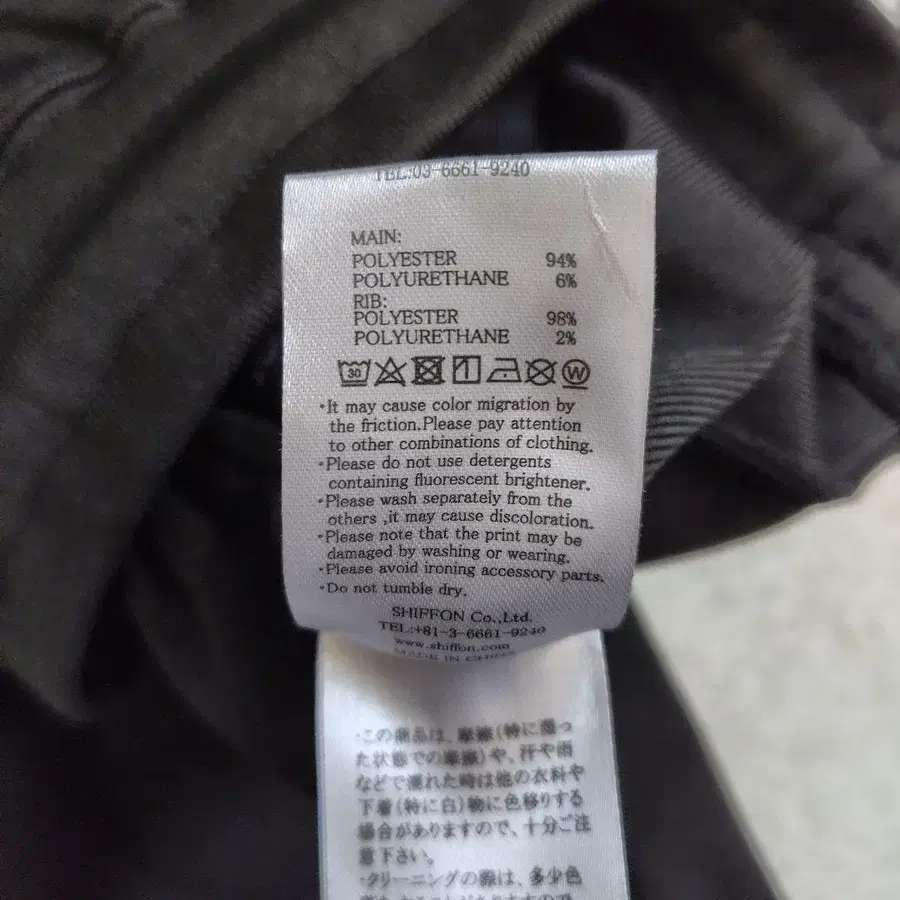 TEL:03-6661-9240
MAIN:
POLYESTER 94%
POLYURETHANE 6%
RIB:
POLYESTER 98%
POLYURETHANE 2%
30 W
·It may cause color migration by
the friction.Please pay attention
to other combinations of clothing.
·Please do not use detergents
containing fluorescent brightener.
·Please wash separately from the
others ,it may cause discoloration.
·Please note that the print may be
damaged by washing or wearing.
·Please avoid ironing accessory parts.
·Do not tumble dry.
SHIFFON Co.,Ltd.
TEL:+81-3-6661-9240
www.shiffon.com
MADE IN CHINA
·この商品は、摩擦(特に湿っ
た状態での摩擦)や、汗や雨
などで濡れた時は他の衣料や
下着(特に白)物に色移りする
場合がありますので、十分ご注
意下さい。
·クリーニングの際は、多少色